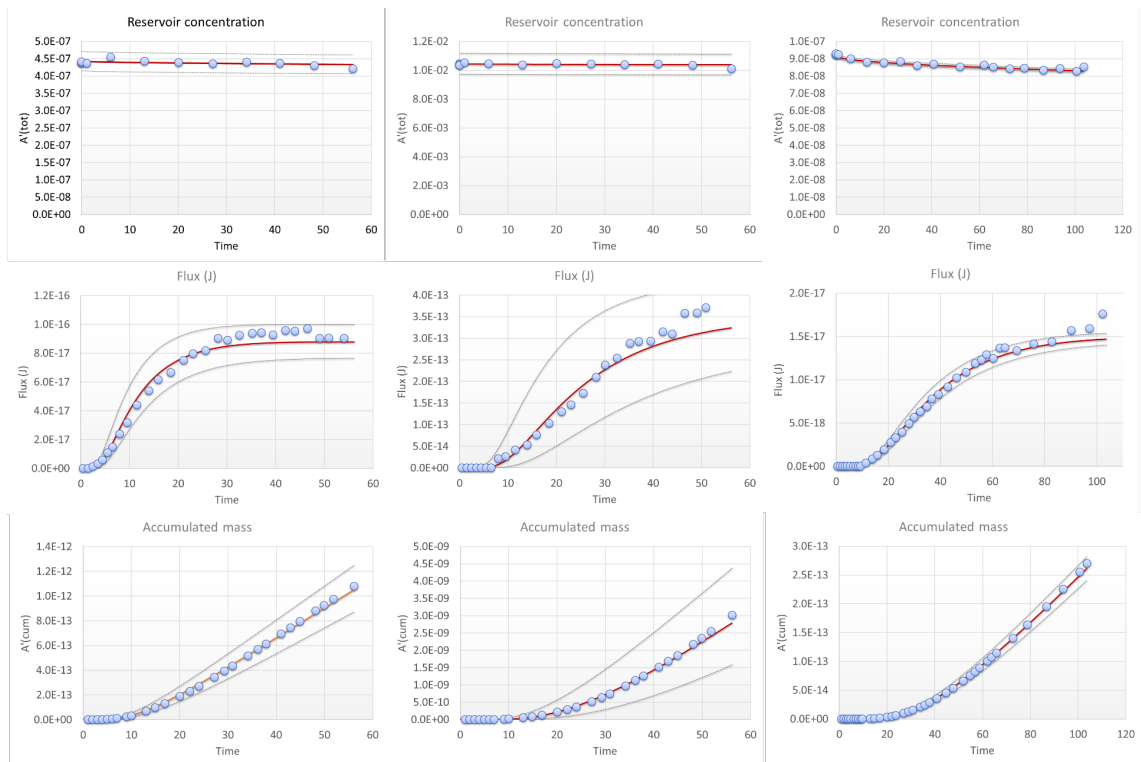 Reservoir concentration
5.0E-07
4.5E-07
4.0E-07
3.5E-07
3.0E-07
2.5E-07
2.0E-07
1.5E-07
1.0E-07
5.0E-08
0.0E+00
A'(tot)
0 10 20 30 40 50 60
Time
Reservoir concentration
1.2E-02
1.0E-02
8.0E-03
6.0E-03
4.0E-03
2.0E-03
0.0E+00
A'(tot)
0 10 20 30 40 50 60
Time
Reservoir concentration
1.0E-07
9.0E-08
8.0E-08
7.0E-08
6.0E-08
5.0E-08
4.0E-08
3.0E-08
2.0E-08
1.0E-08
0.0E+00
A'(tot)
0 20 40 60 80 100 120
Time
Flux (J)
1.2E-16
1.0E-16
8.0E-17
6.0E-17
4.0E-17
2.0E-17
0.0E+00
Flux (J)
0 10 20 30 40 50 60
Time
Flux (J)
4.0E-13
3.5E-13
3.0E-13
2.5E-13
2.0E-13
1.5E-13
1.0E-13
5.0E-14
0.0E+00
Flux (J)
0 10 20 30 40 50 60
Time
Flux (J)
2.0E-17
1.5E-17
1.0E-17
5.0E-18
0.0E+00
Flux (J)
0 20 40 60 80 100
Time
Accumulated mass
1.4E-12
1.2E-12
1.0E-12
8.0E-13
6.0E-13
4.0E-13
2.0E-13
0.0E+00
A'(cum)
0 10 20 30 40 50 60
Time
Accumulated mass
5.0E-09
4.5E-09
4.0E-09
3.5E-09
3.0E-09
2.5E-09
2.0E-09
1.5E-09
1.0E-09
5.0E-10
0.0E+00
A'(cum)
0 10 20 30 40 50 60
Time
Accumulated mass
3.0E-13
2.5E-13
2.0E-13
1.5E-13
1.0E-13
5.0E-14
0.0E+00
A'(cum)
0 20 40 60 80 100 120
Time